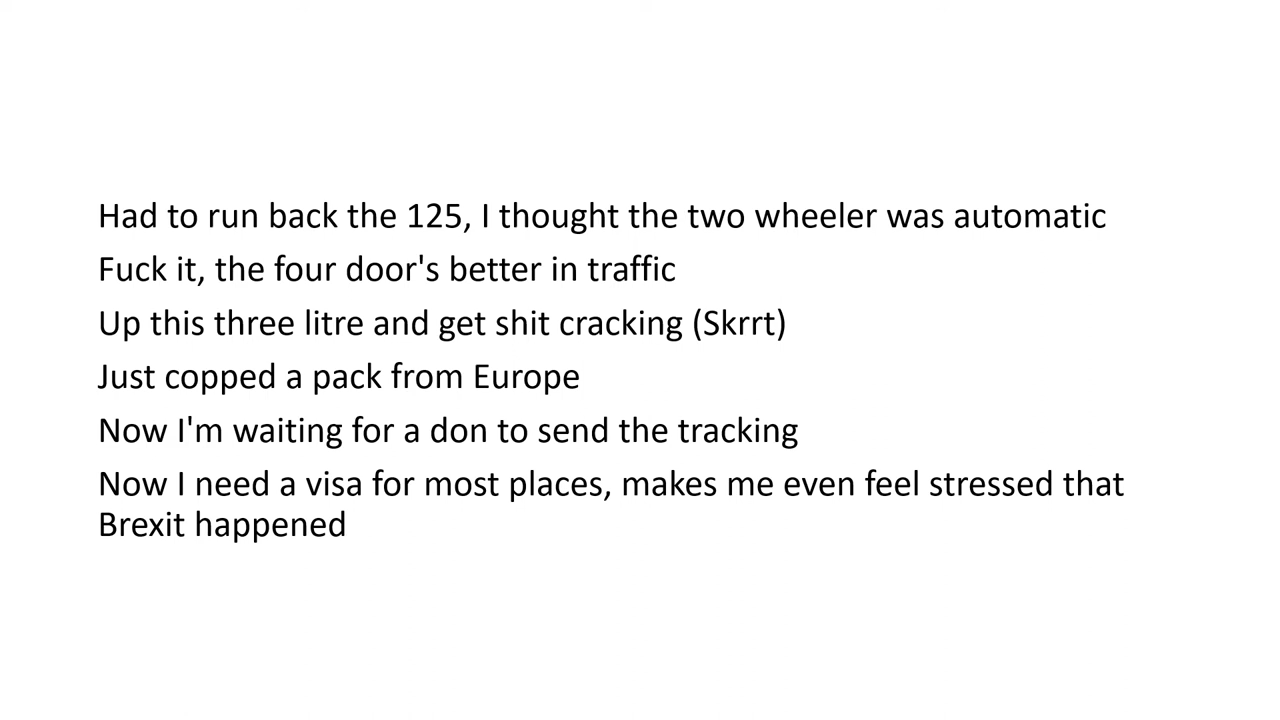 Had to run back the 125, I thought the two wheeler was automatic
Fuck it, the four door's better in traffic
Up this three litre and get shit cracking (Skrrt)
Just copped a pack from Europe
Now I'm waiting for a don to send the tracking
Now I need a visa for most places, makes me even feel stressed that
Brexit happened